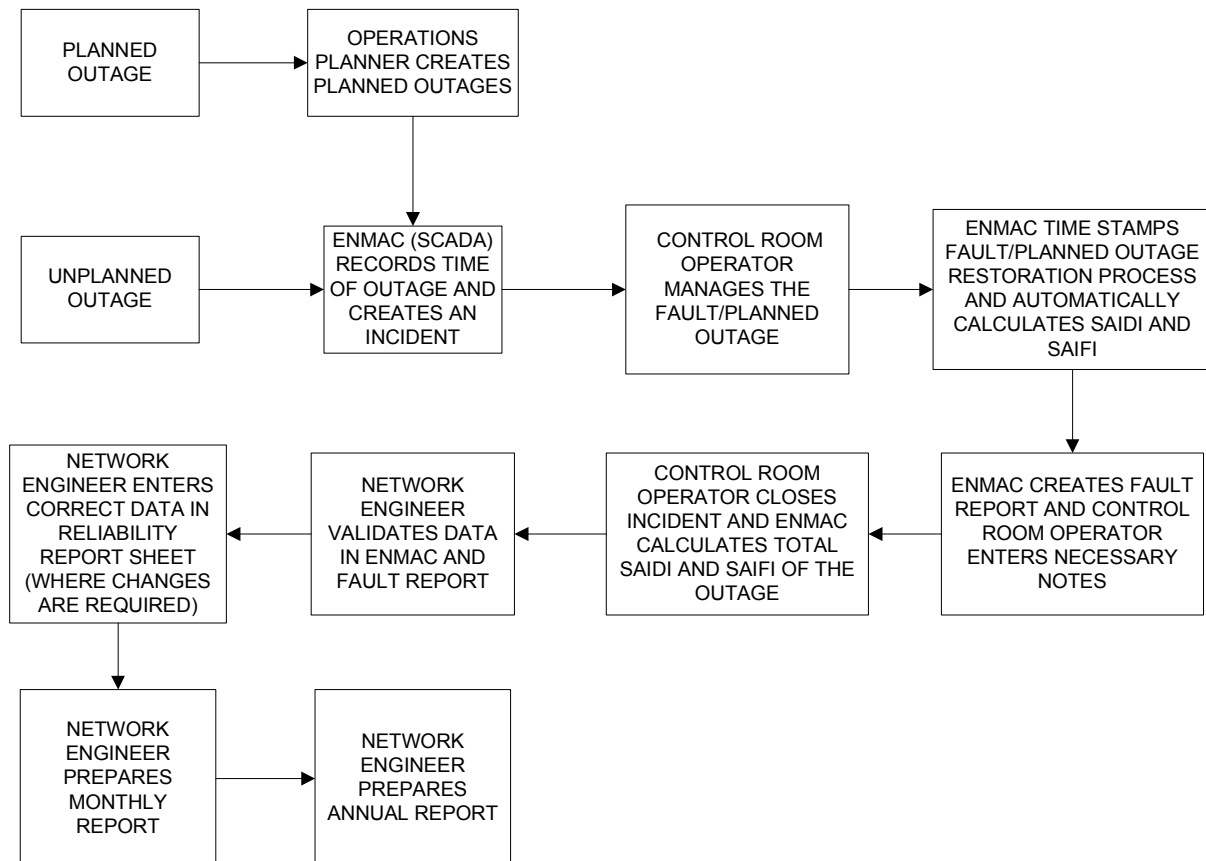 PLANNED
OUTAGE
OPERATIONS
PLANNER CREATES
PLANNED OUTAGES
UNPLANNED
OUTAGE
ENMAC (SCADA)
RECORDS TIME
OF OUTAGE AND
CREATES AN
INCIDENT
CONTROL ROOM
OPERATOR
MANAGES THE
FAULT/PLANNED
OUTAGE
ENMAC TIME STAMPS
FAULT/PLANNED OUTAGE
RESTORATION PROCESS
AND AUTOMATICALLY
CALCULATES SAIDI AND
SAIFI
ENMAC CREATES FAULT
REPORT AND CONTROL
ROOM OPERATOR
ENTERS NECESSARY
NOTES
CONTROL ROOM
OPERATOR CLOSES
INCIDENT AND ENMAC
CALCULATES TOTAL
SAIDI AND SAIFI OF THE
OUTAGE
NETWORK
ENGINEER
VALIDATES DATA
IN ENMAC AND
FAULT REPORT
NETWORK
ENGINEER ENTERS
CORRECT DATA IN
RELIABILITY
REPORT SHEET
(WHERE CHANGES
ARE REQUIRED)
NETWORK
ENGINEER
PREPARES
MONTHLY
REPORT
NETWORK
ENGINEER
PREPARES
ANNUAL REPORT